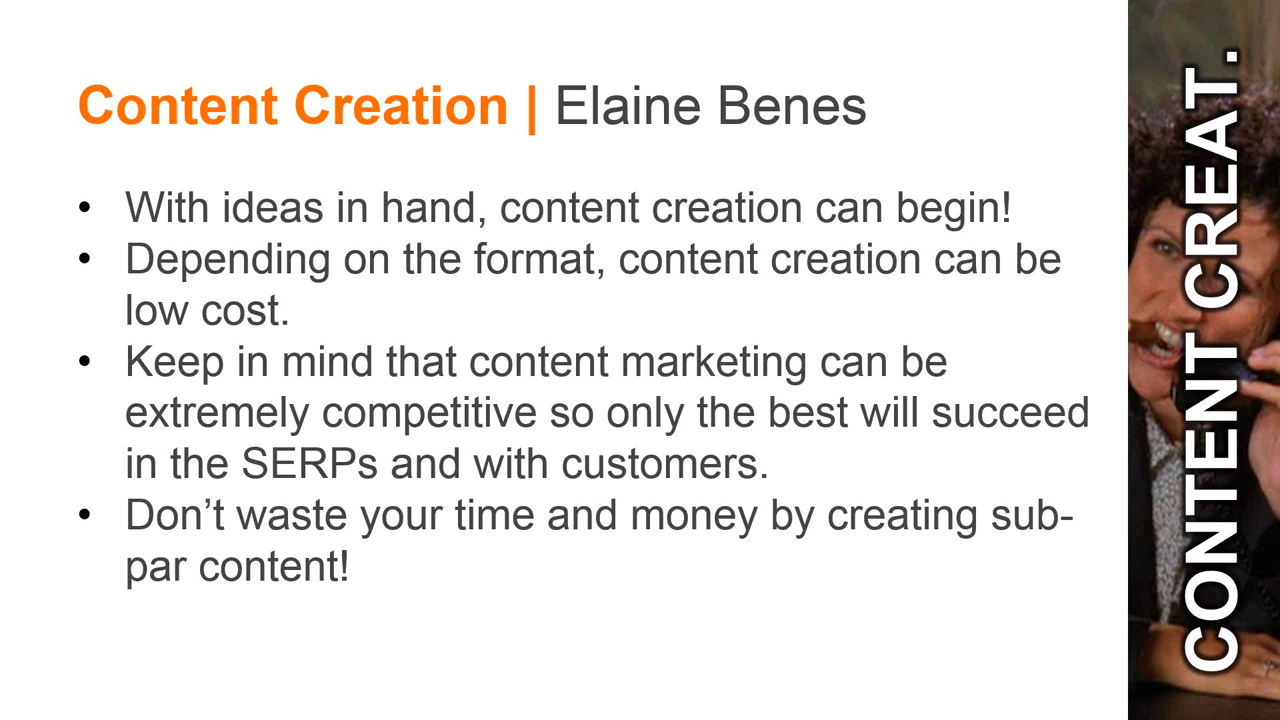 Content Creation | Elaine Benes
• With ideas in hand, content creation can begin!
• Depending on the format, content creation can be
low cost.
• Keep in mind that content marketing can be
extremely competitive so only the best will succeed
in the SERPs and with customers.
• Don’t waste your time and money by creating sub-
par content!
CONTENT CREAT.